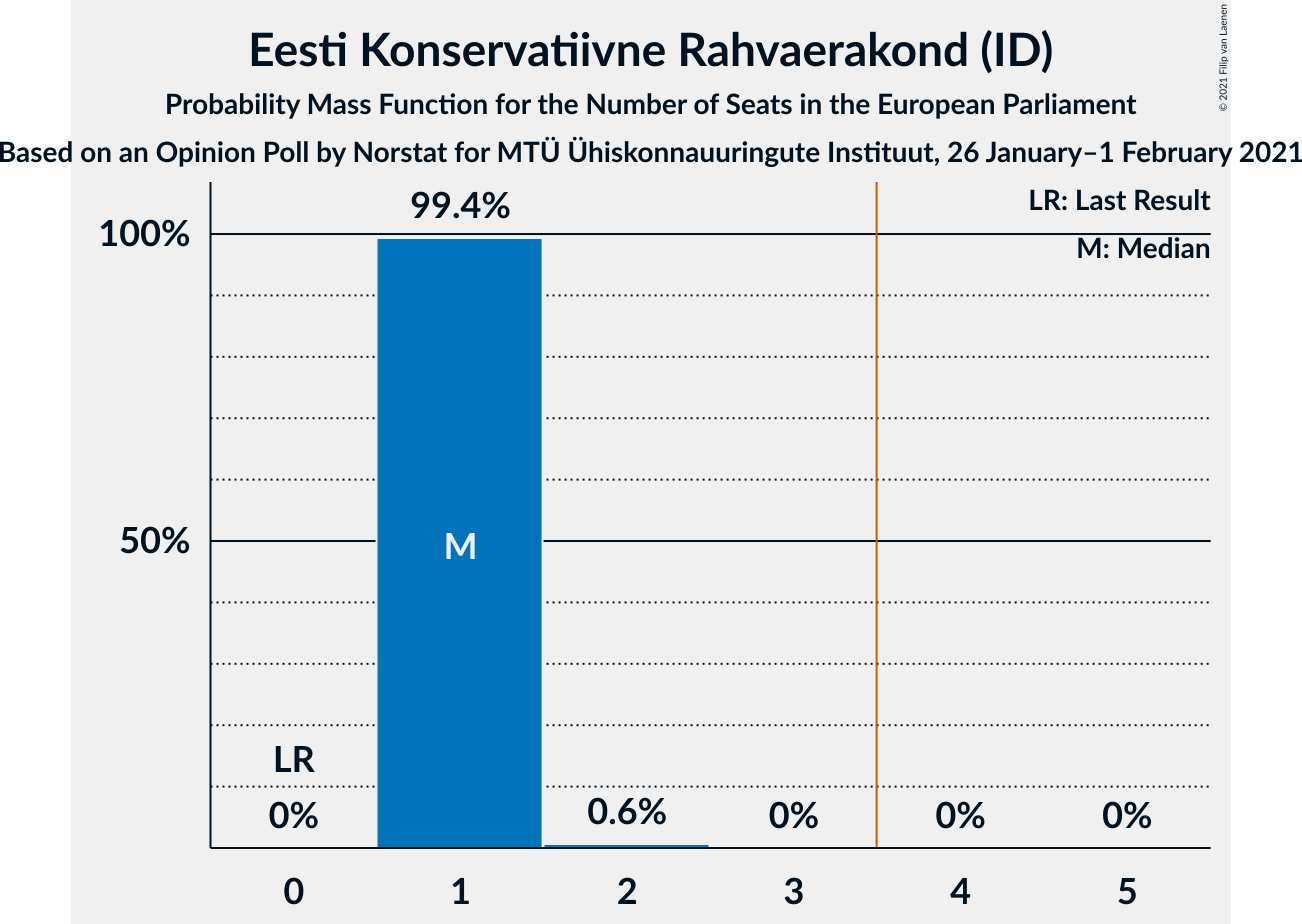 Eesti Konservatiivne Rahvaerakond (ID)
Probability Mass Function for the Number of Seats in the European Parliament
Based on an Opinion Poll by Norstat for MTÜ Ühiskonnauuringute Instituut, 26 January–1 February 2021
© 2021 Filip van Laenen
LR: Last Result
M: Median
99.4%
100%
50%
M
LR
0%
0.6%
0%
0%
0%
0
1
2
3
4
5